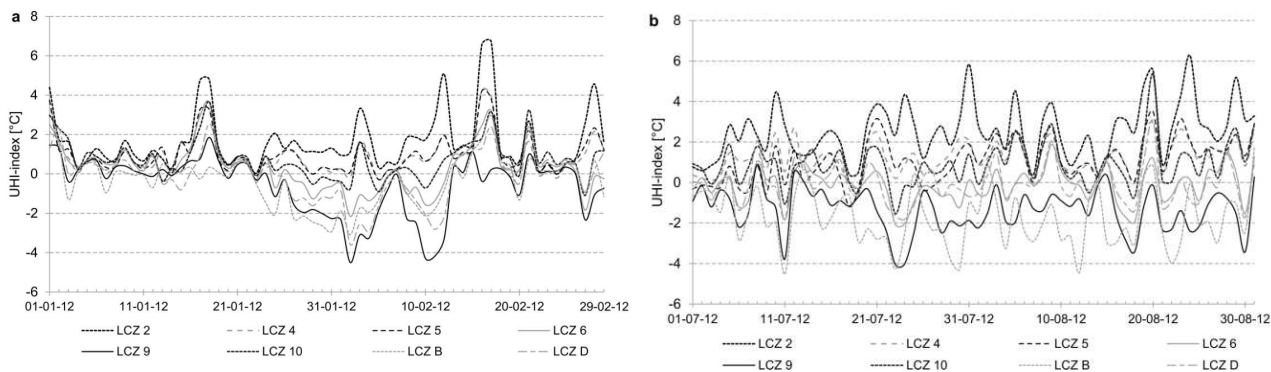 a
8
6
4
2
0
-2
-4
-6
UHI-index [°C]
01-01-12 11-01-12 21-01-12 31-01-12 10-02-12 20-02-12 29-02-12
LCZ 2 LCZ 4 LCZ 5 LCZ 6
LCZ 9 LCZ 10 LCZ B LCZ D
b
8
6
4
2
0
-2
-4
-6
UHI-index [°C]
01-07-12 11-07-12 21-07-12 31-07-12 10-08-12 20-08-12 30-08-12
LCZ 2 LCZ 4 LCZ 5 LCZ 6
LCZ 9 LCZ 10 LCZ B LCZ D